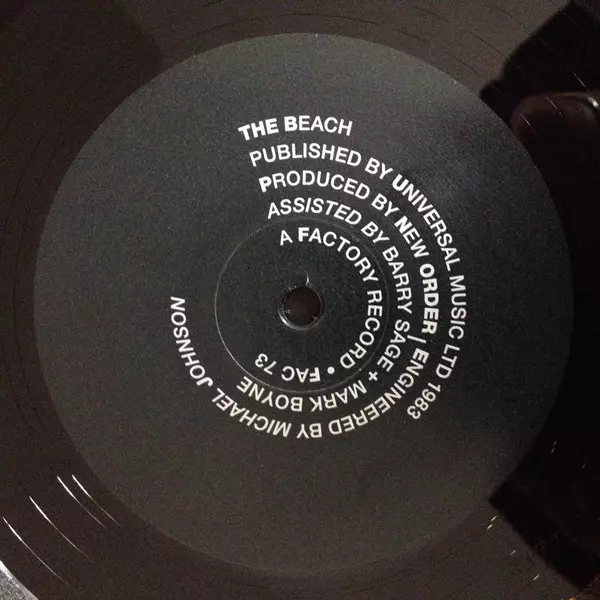 THE BEACH
PUBLISHED BY UNIVERSAL MUSIC LTD 1983
PRODUCED BY NEW ORDER | ENGINEERED BY MICHAEL JOHNSON
ASSISTED BY BARRY SAGE + MARK BOYNE
A FACTORY RECORD • FAC 73